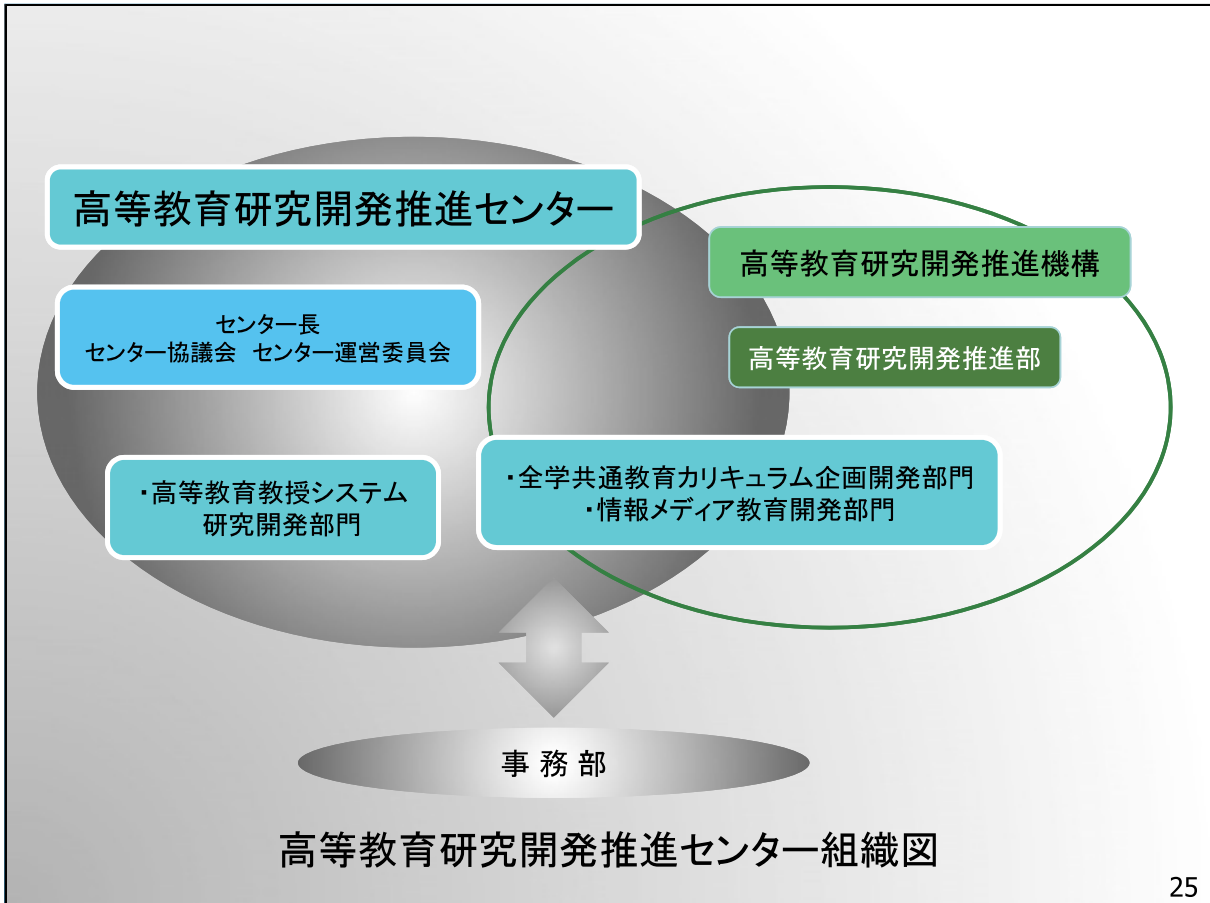 高等教育研究開発推進センター
高等教育研究開発推進機構
センター長
センター協議会　センター運営委員会
高等教育研究開発推進部
・高等教育教授システム
研究開発部門
・全学共通教育カリキュラム企画開発部門
・情報メディア教育開発部門
事 務 部
高等教育研究開発推進センター組織図
25